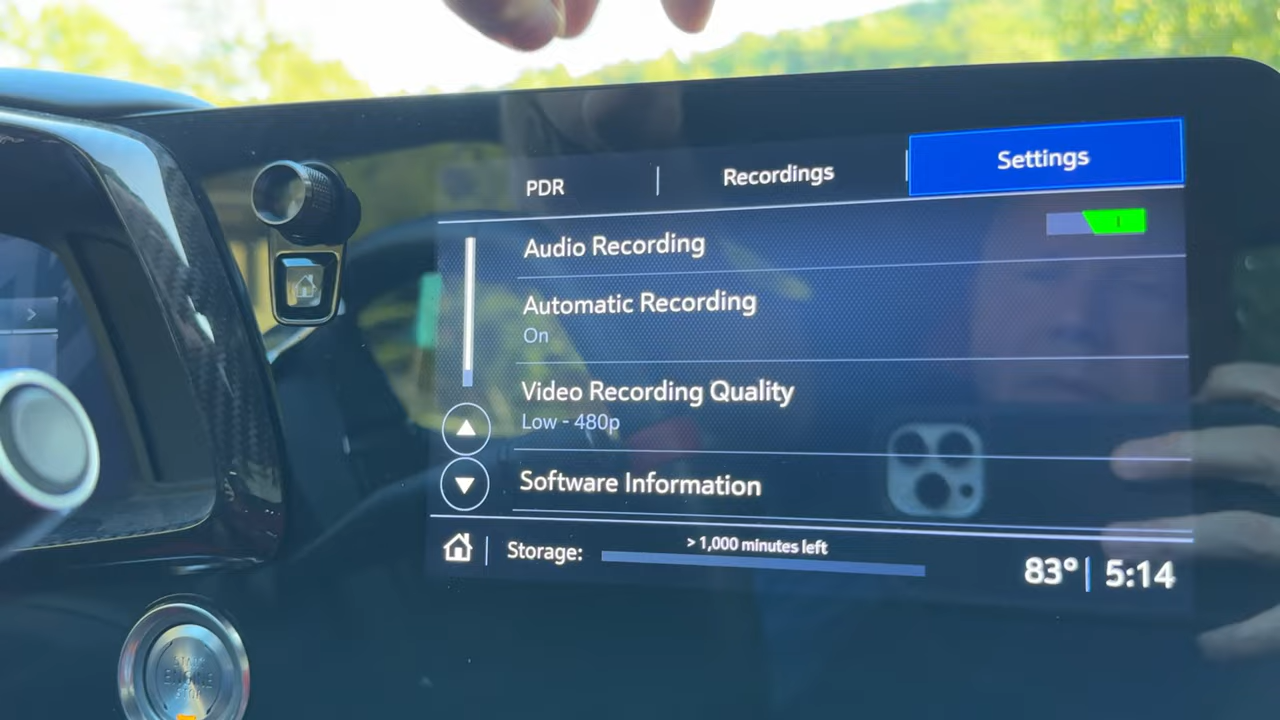 PDR
Recordings
Settings
Audio Recording
Automatic Recording
On
Video Recording Quality
Low - 480p
Software Information
Storage:
> 1,000 minutes left
83°
5:14
ENGINE